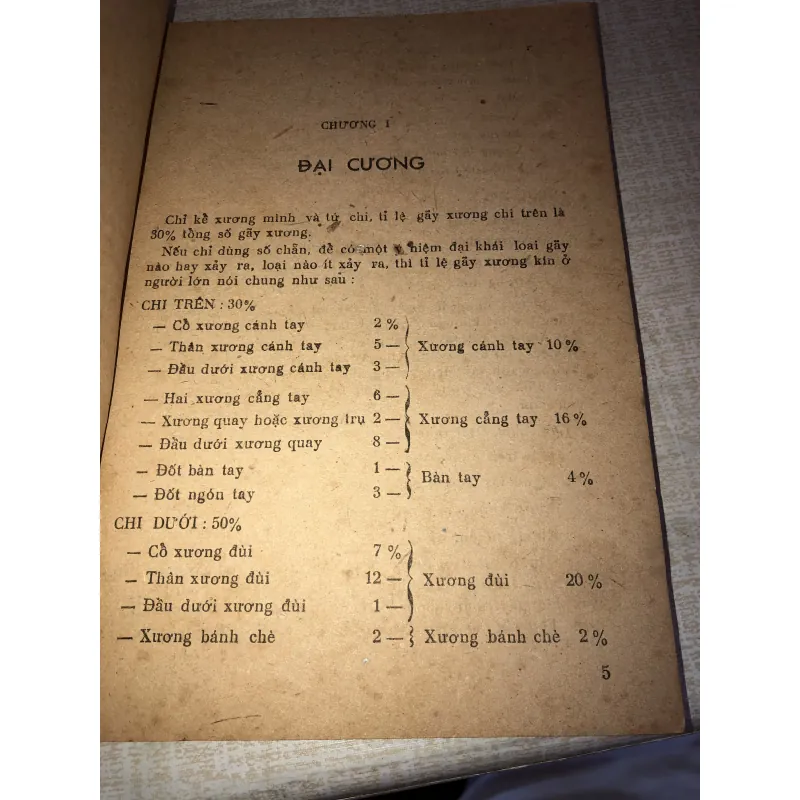 CHƯƠNG I
ĐẠI CƯƠNG
Chỉ kể xương mình và tứ chi, tỉ lệ gãy xương chi trên là
30% tổng số gãy xương.
Nếu chỉ dùng số chẵn, để có một ý niệm đại khái loại gãy
nào hay xảy ra, loại nào ít xảy ra, thì tỉ lệ gãy xương kín ở
người lớn nói chung như sau :
CHI TRÊN : 30%
— Cổ xương cánh tay 2 %
— Thân xương cánh tay 5 — Xương cánh tay 10 %
— Đầu dưới xương cánh tay 3 —
— Hai xương cẳng tay 6 —
— Xương quay hoặc xương trụ 2 — Xương cẳng tay 16 %
— Đầu dưới xương quay 8 —
— Đốt bàn tay 1 —
Bàn tay 4 %
— Đốt ngón tay 3 —
CHI DƯỚI : 50%
— Cổ xương đùi 7 %
— Thân xương đùi 12 — Xương đùi 20 %
— Đầu dưới xương đùi 1 —
— Xương bánh chè 2 — Xương bánh chè 2 %
5